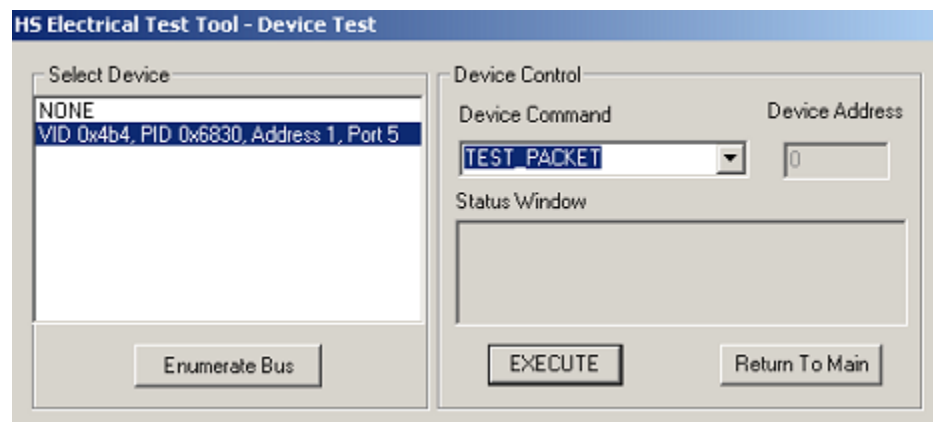 HS Electrical Test Tool - Device Test
Select Device
NONE
VID 0x4b4, PID 0x6830, Address 1, Port 5
Enumerate Bus
Device Control
Device Command
Device Address
TEST_PACKET
0
Status Window
EXECUTE
Return To Main